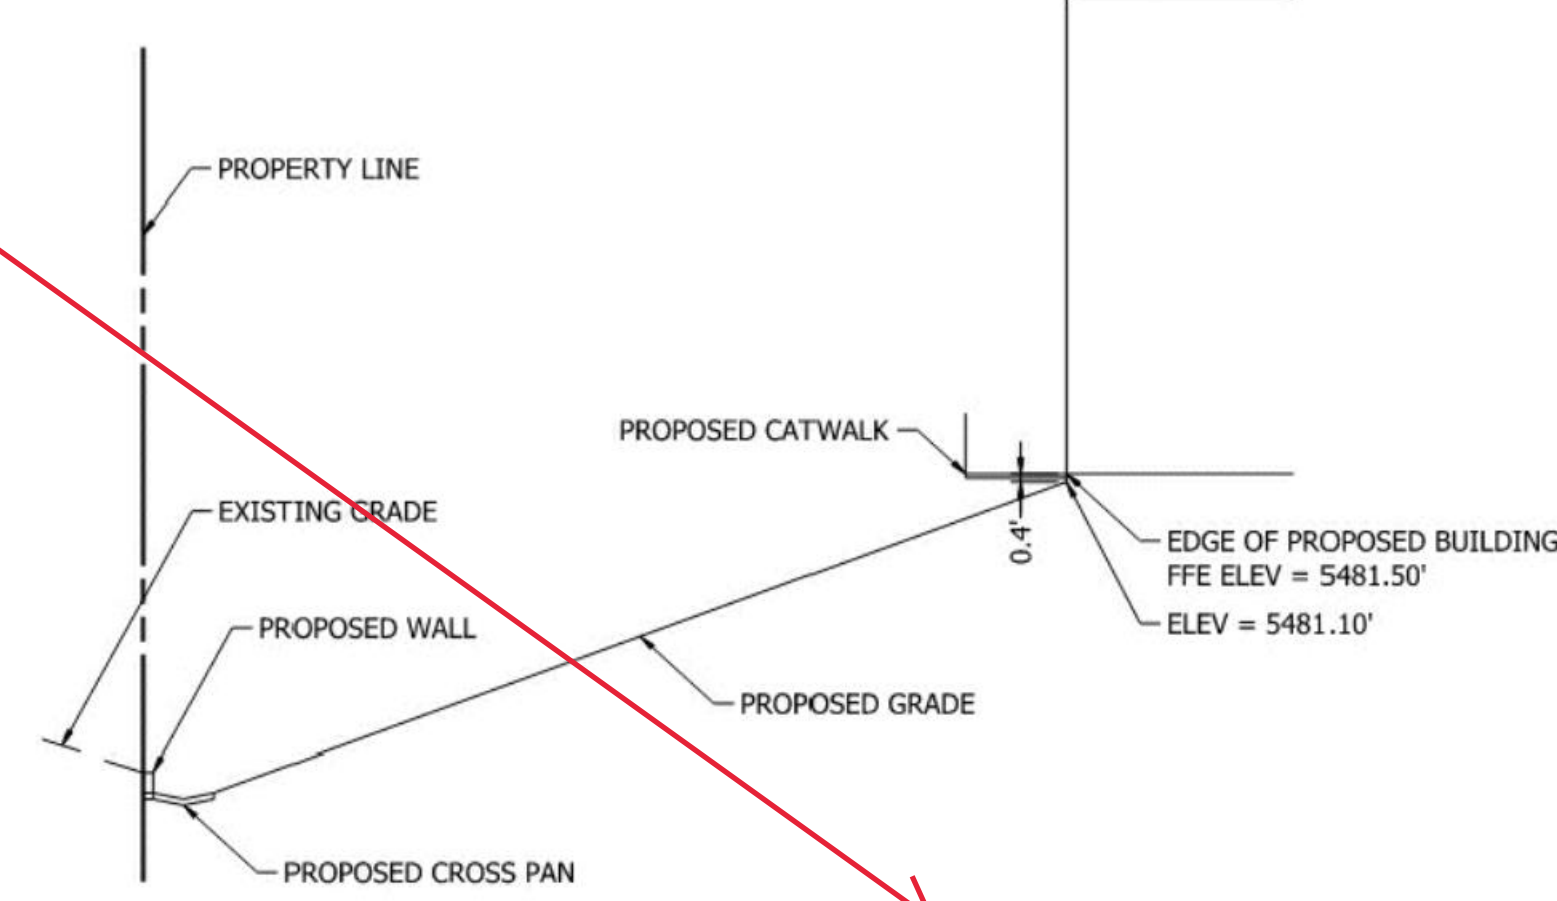 PROPERTY LINE
PROPOSED CATWALK
EXISTING GRADE
0.4'
EDGE OF PROPOSED BUILDING
FFE ELEV = 5481.50'
ELEV = 5481.10'
PROPOSED WALL
PROPOSED GRADE
PROPOSED CROSS PAN